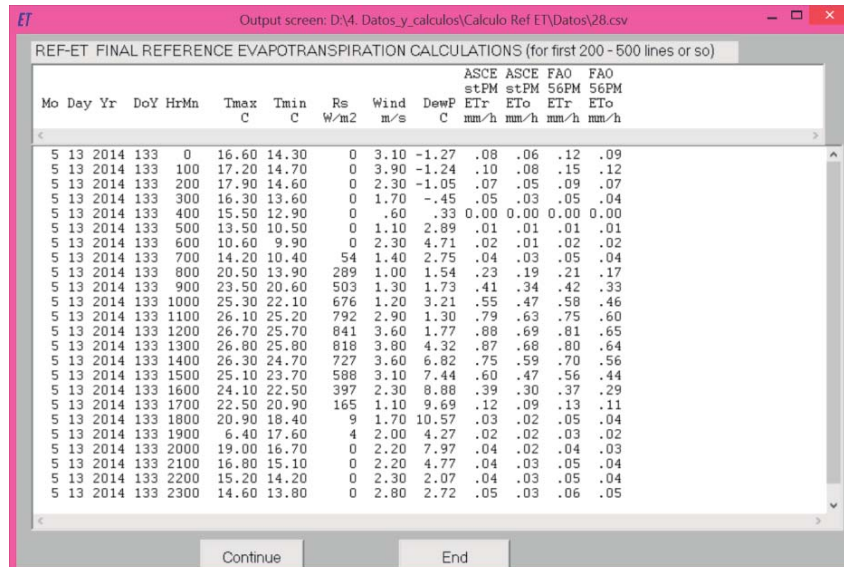 ET Output screen: D:\4. Datos_y_calculos\Calculo Ref ET\Datos\28.csv
REF-ET FINAL REFERENCE EVAPOTRANSPIRATION CALCULATIONS (for first 200 - 500 lines or so)
ASCE ASCE FAO FAO
stPM stPM 56PM 56PM
Mo Day Yr DoY HrMn Tmax Tmin Rs Wind DewP ETr ETo ETr ETo
C C W/m2 m/s C mm/h mm/h mm/h mm/h
5 13 2014 133 0 16.60 14.30 0 3.10 -1.27 .08 .06 .12 .09
5 13 2014 133 100 17.20 14.70 0 3.90 -1.24 .10 .08 .15 .12
5 13 2014 133 200 17.90 14.60 0 2.30 -1.05 .07 .05 .09 .07
5 13 2014 133 300 16.30 13.60 0 1.70 -.45 .05 .03 .05 .04
5 13 2014 133 400 15.50 12.90 0 .60 .33 0.00 0.00 0.00 0.00
5 13 2014 133 500 13.50 10.50 0 1.10 2.89 .01 .01 .01 .01
5 13 2014 133 600 10.60 9.90 0 2.30 4.71 .02 .01 .02 .02
5 13 2014 133 700 14.20 10.40 54 1.40 2.75 .04 .03 .05 .04
5 13 2014 133 800 20.50 13.90 289 1.00 1.54 .23 .19 .21 .17
5 13 2014 133 900 23.50 20.60 503 1.30 1.73 .41 .34 .42 .33
5 13 2014 133 1000 25.30 22.10 676 1.20 3.21 .55 .47 .58 .46
5 13 2014 133 1100 26.10 25.20 792 2.90 1.30 .79 .63 .75 .60
5 13 2014 133 1200 26.70 25.70 841 3.60 1.77 .88 .69 .81 .65
5 13 2014 133 1300 26.80 25.80 818 3.80 4.32 .87 .68 .80 .64
5 13 2014 133 1400 26.30 24.70 727 3.60 6.82 .75 .59 .70 .56
5 13 2014 133 1500 25.10 23.70 588 3.10 7.44 .60 .47 .56 .44
5 13 2014 133 1600 24.10 22.50 397 2.30 8.88 .39 .30 .37 .29
5 13 2014 133 1700 22.50 20.90 165 1.10 9.69 .12 .09 .13 .11
5 13 2014 133 1800 20.90 18.40 9 1.70 10.57 .03 .02 .05 .04
5 13 2014 133 1900 6.40 17.60 4 2.00 4.27 .02 .02 .03 .02
5 13 2014 133 2000 19.00 16.70 0 2.20 7.97 .04 .02 .04 .03
5 13 2014 133 2100 16.80 15.10 0 2.20 4.77 .04 .03 .05 .04
5 13 2014 133 2200 15.20 14.20 0 2.30 2.07 .04 .03 .05 .04
5 13 2014 133 2300 14.60 13.80 0 2.80 2.72 .05 .03 .06 .05
Continue End